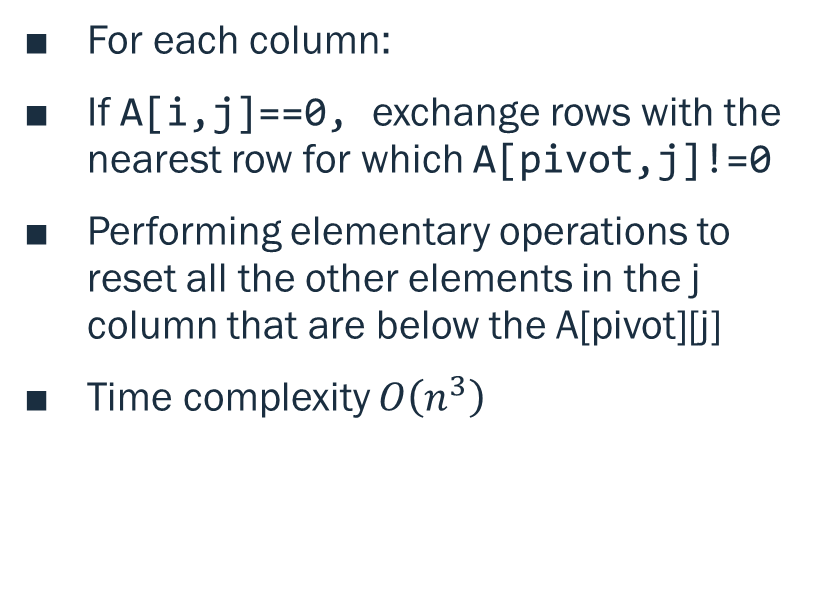 ▪ For each column:
▪ If A[i,j]==0, exchange rows with the
nearest row for which A[pivot,j]!=0
▪ Performing elementary operations to
reset all the other elements in the j
column that are below the A[pivot][j]
▪ Time complexity O(n³)